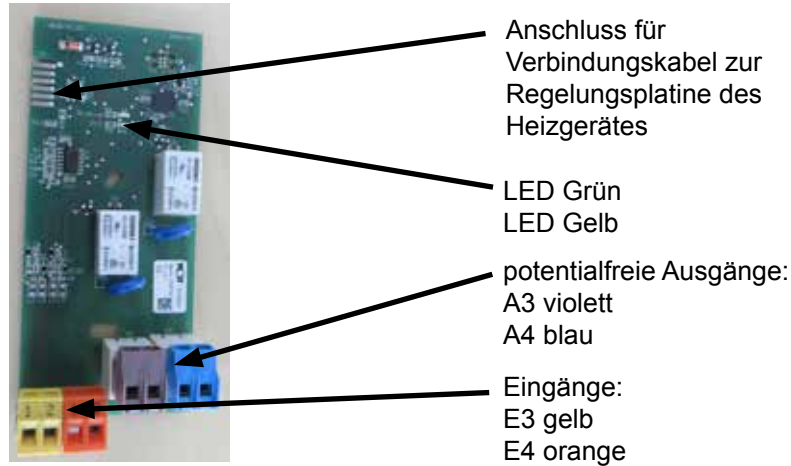 Anschluss für
Verbindungskabel zur
Regelungsplatine des
Heizgerätes
LED Grün
LED Gelb
potentialfreie Ausgänge:
A3 violett
A4 blau
Eingänge:
E3 gelb
E4 orange